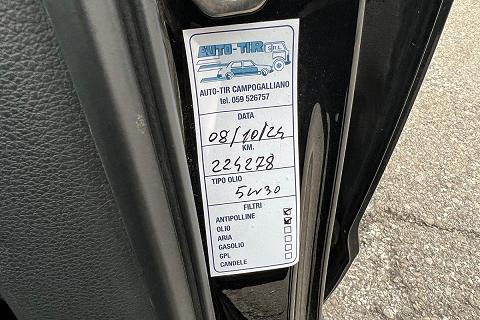 AUTO-TIR S.R.L.
AUTO-TIR CAMPOGALLIANO
tel. 059 526757
DATA
08/10/24
KM.
224278
TIPO OLIO
5W30
FILTRI
ANTIPOLLINE
OLIO
ARIA
GASOLIO
GPL
CANDELE